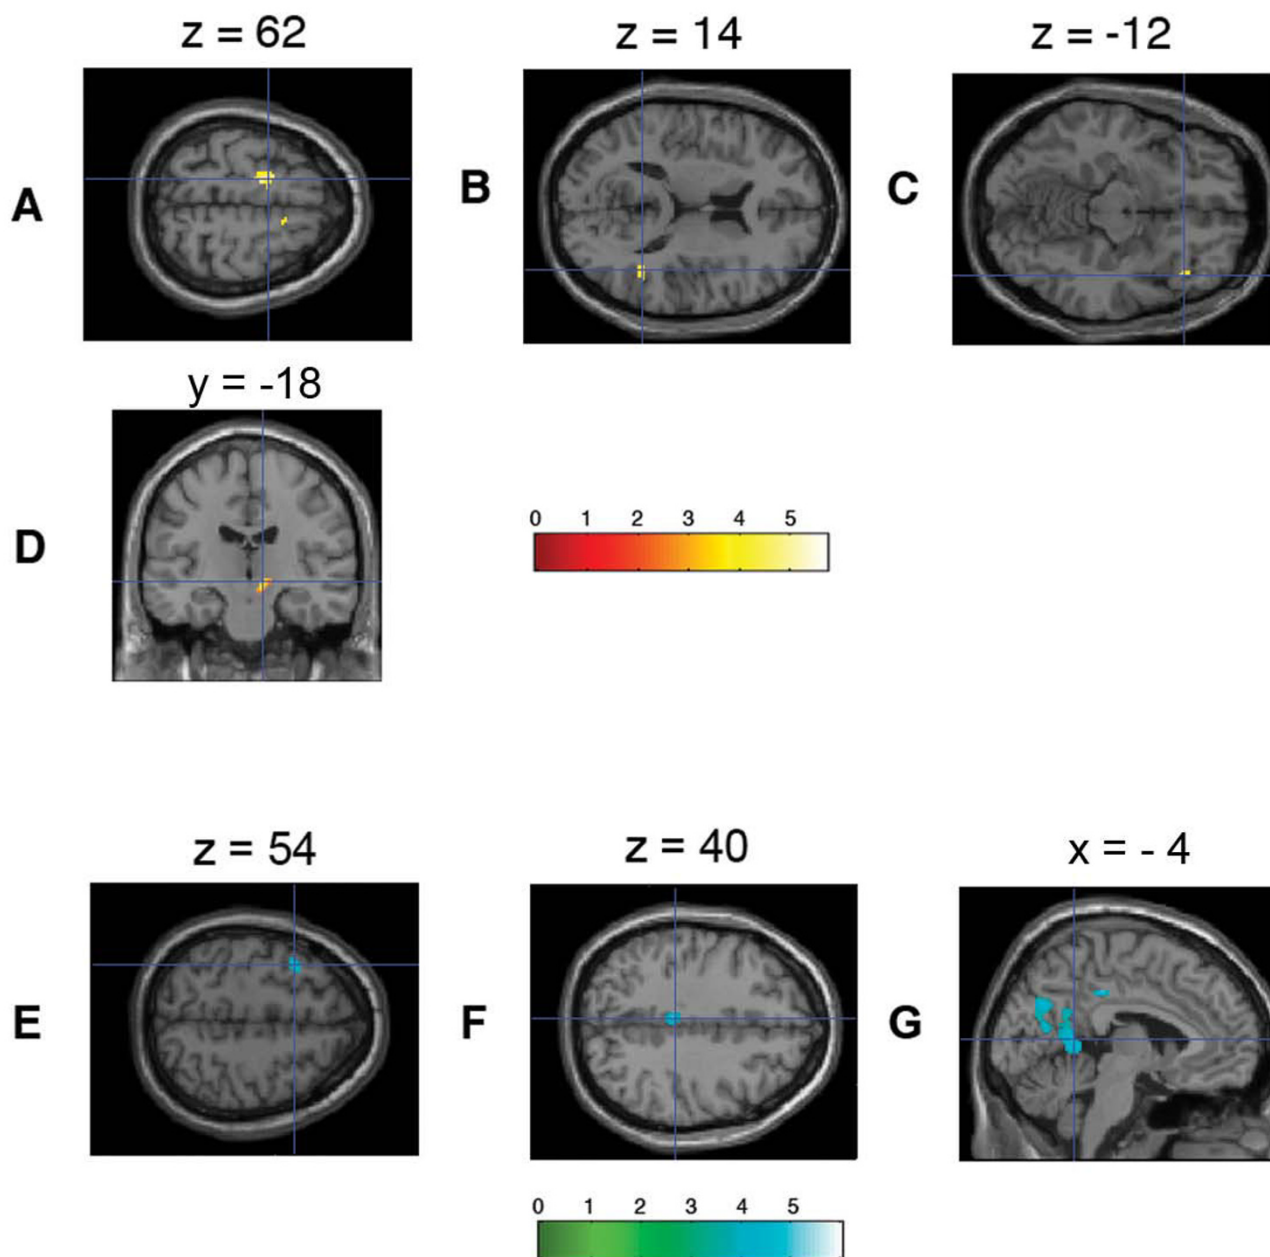 z = 62
z = 14
z = -12
A
B
C
y = -18
D
0 1 2 3 4 5
z = 54
z = 40
x = - 4
E
F
G
0 1 2 3 4 5